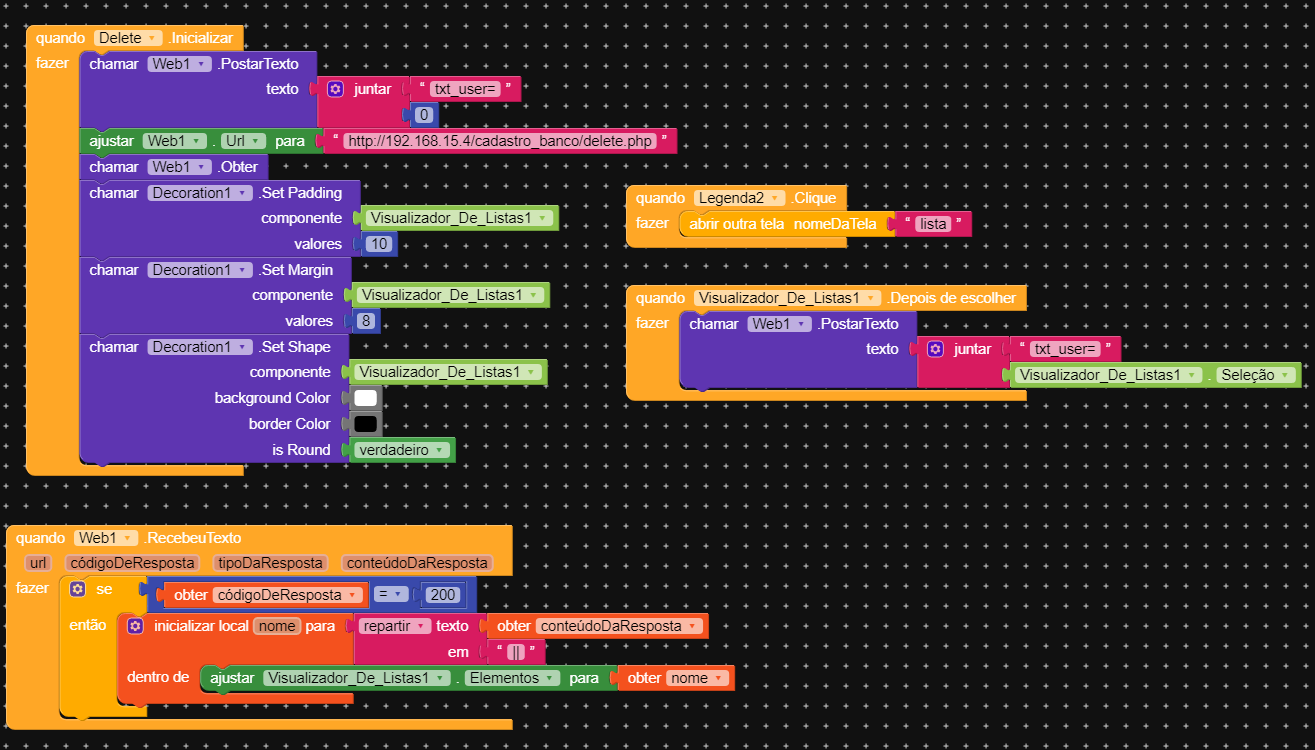 quando Delete .Inicializar
fazer chamar Web1 .PostarTexto
texto juntar " txt_user= "
0
ajustar Web1 . Url para " http://192.168.15.4/cadastro_banco/delete.php "
chamar Web1 .Obter
chamar Decoration1 .Set Padding
componente Visualizador_De_Listas1
valores 10
chamar Decoration1 .Set Margin
componente Visualizador_De_Listas1
valores 8
chamar Decoration1 .Set Shape
componente Visualizador_De_Listas1
background Color
border Color
is Round verdadeiro
quando Legenda2 .Clique
fazer abrir outra tela nomeDaTela " lista "
quando Visualizador_De_Listas1 .Depois de escolher
fazer chamar Web1 .PostarTexto
texto juntar " txt_user= "
Visualizador_De_Listas1 . Seleção
quando Web1 .RecebeuTexto
url códigoDeResposta tipoDaResposta conteúdoDaResposta
fazer se obter códigoDeResposta = 200
então inicializar local nome para repartir texto obter conteúdoDaResposta
em " || "
dentro de ajustar Visualizador_De_Listas1 . Elementos para obter nome